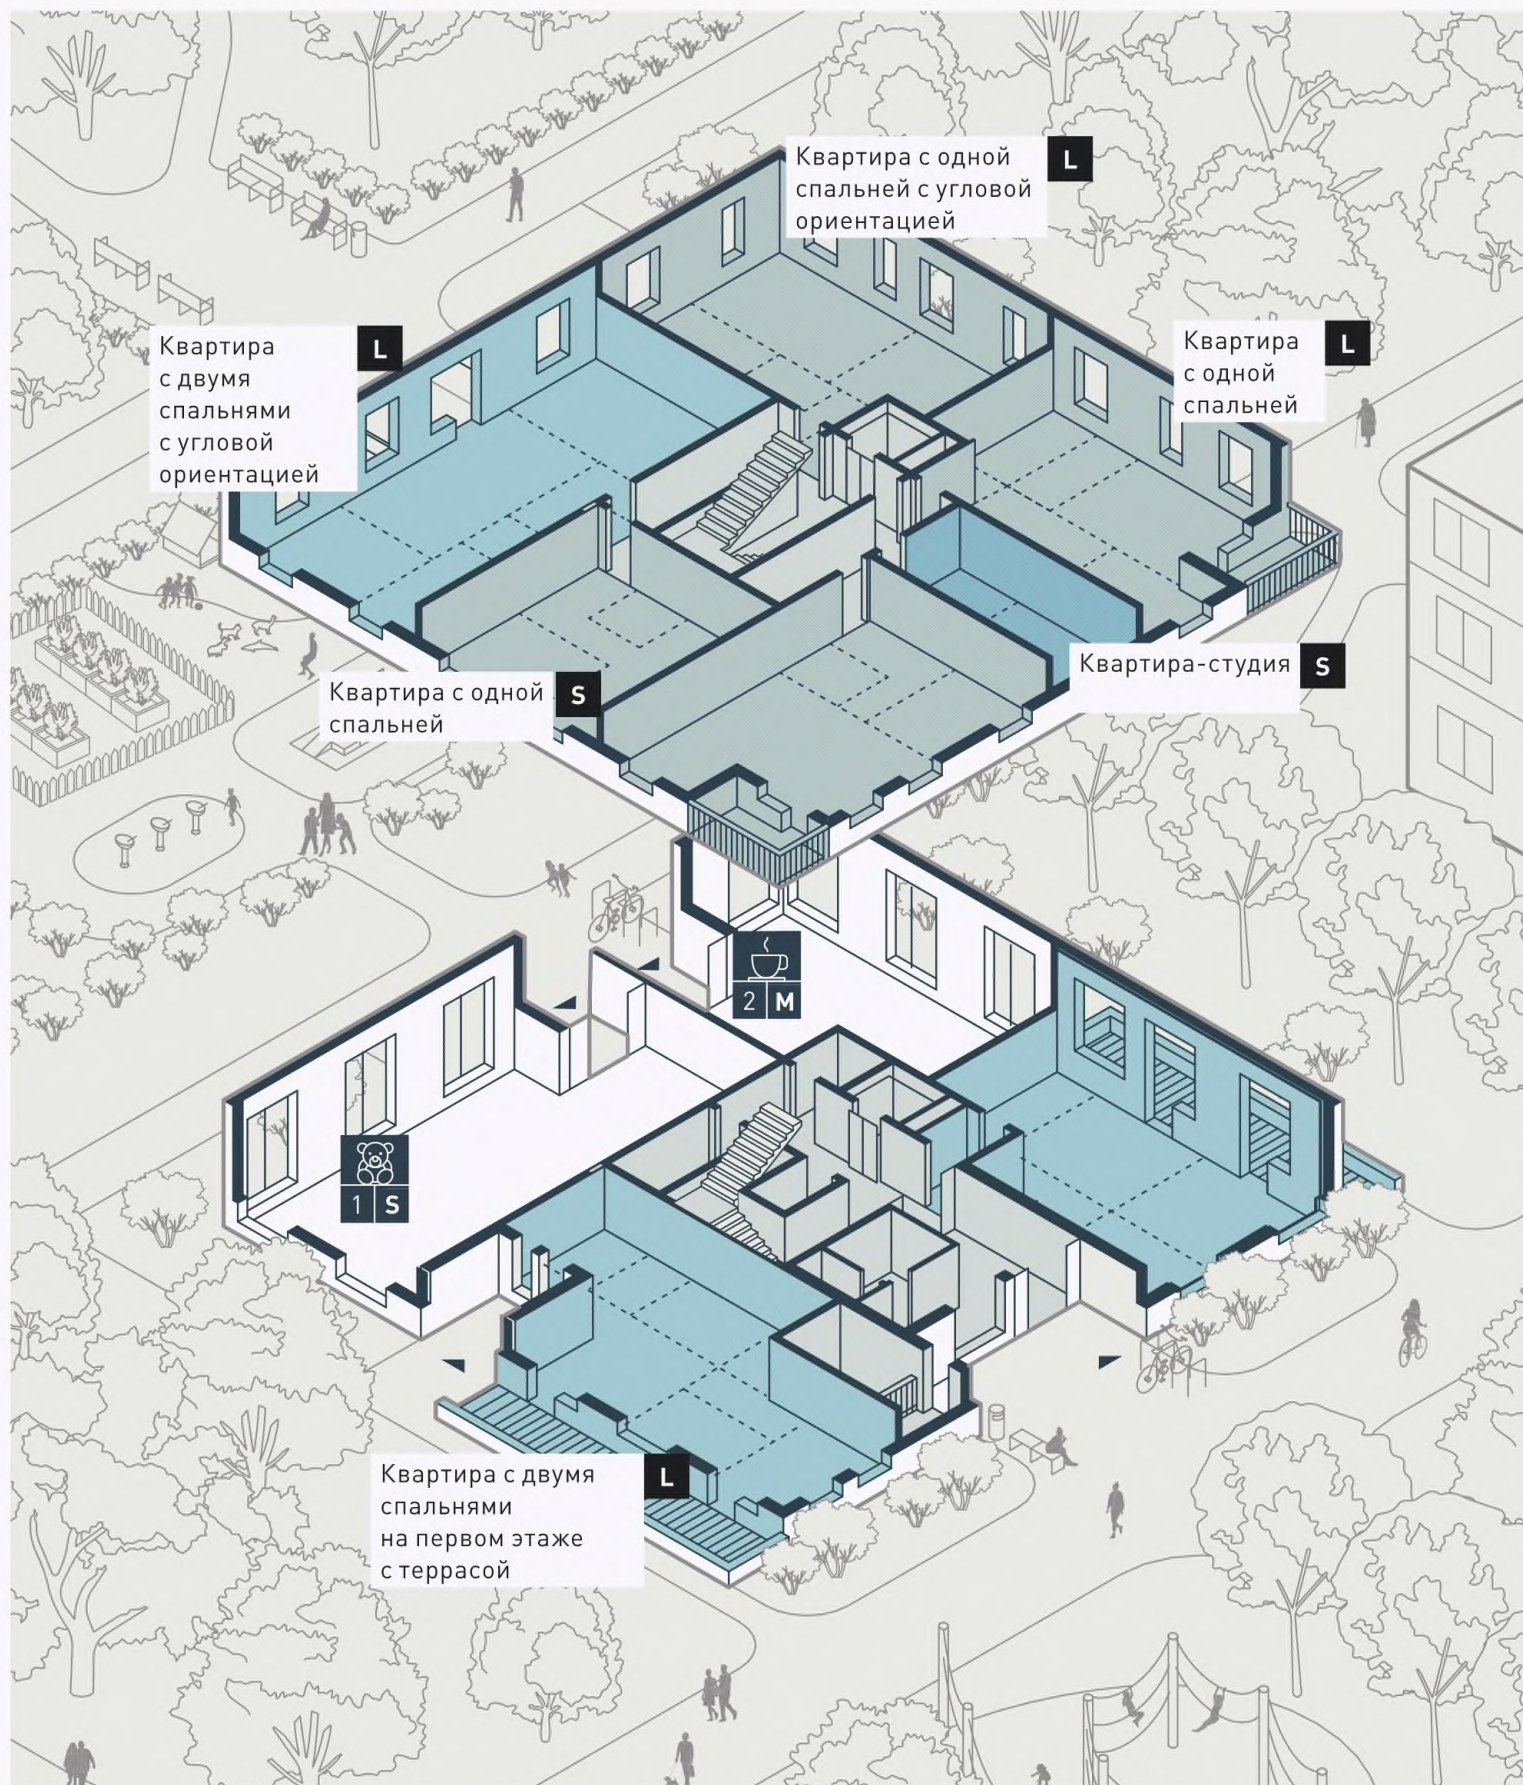 Квартира с одной
спальней с угловой
ориентацией
L
Квартира
с двумя
спальнями
с угловой
ориентацией
L
Квартира
с одной
спальней
L
Квартира с одной
спальней
S
Квартира-студия
S
2 M
1 S
Квартира с двумя
спальнями
на первом этаже
с террасой
L